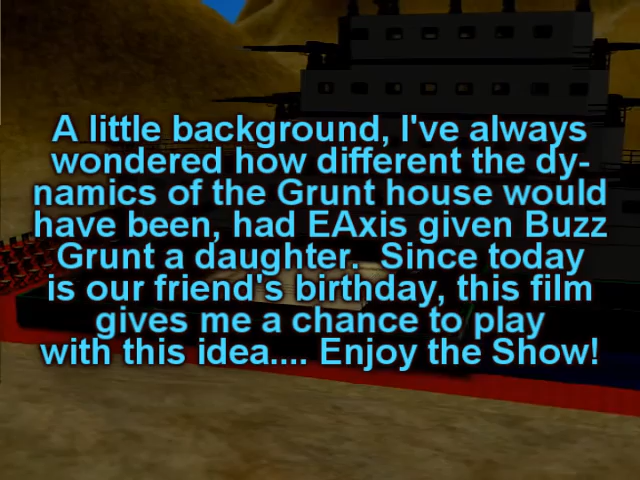 A little background, I've always
wondered how different the dy-
namics of the Grunt house would
have been, had EAxis given Buzz
Grunt a daughter.  Since today
is our friend's birthday, this film
gives me a chance to play
with this idea.... Enjoy the Show!